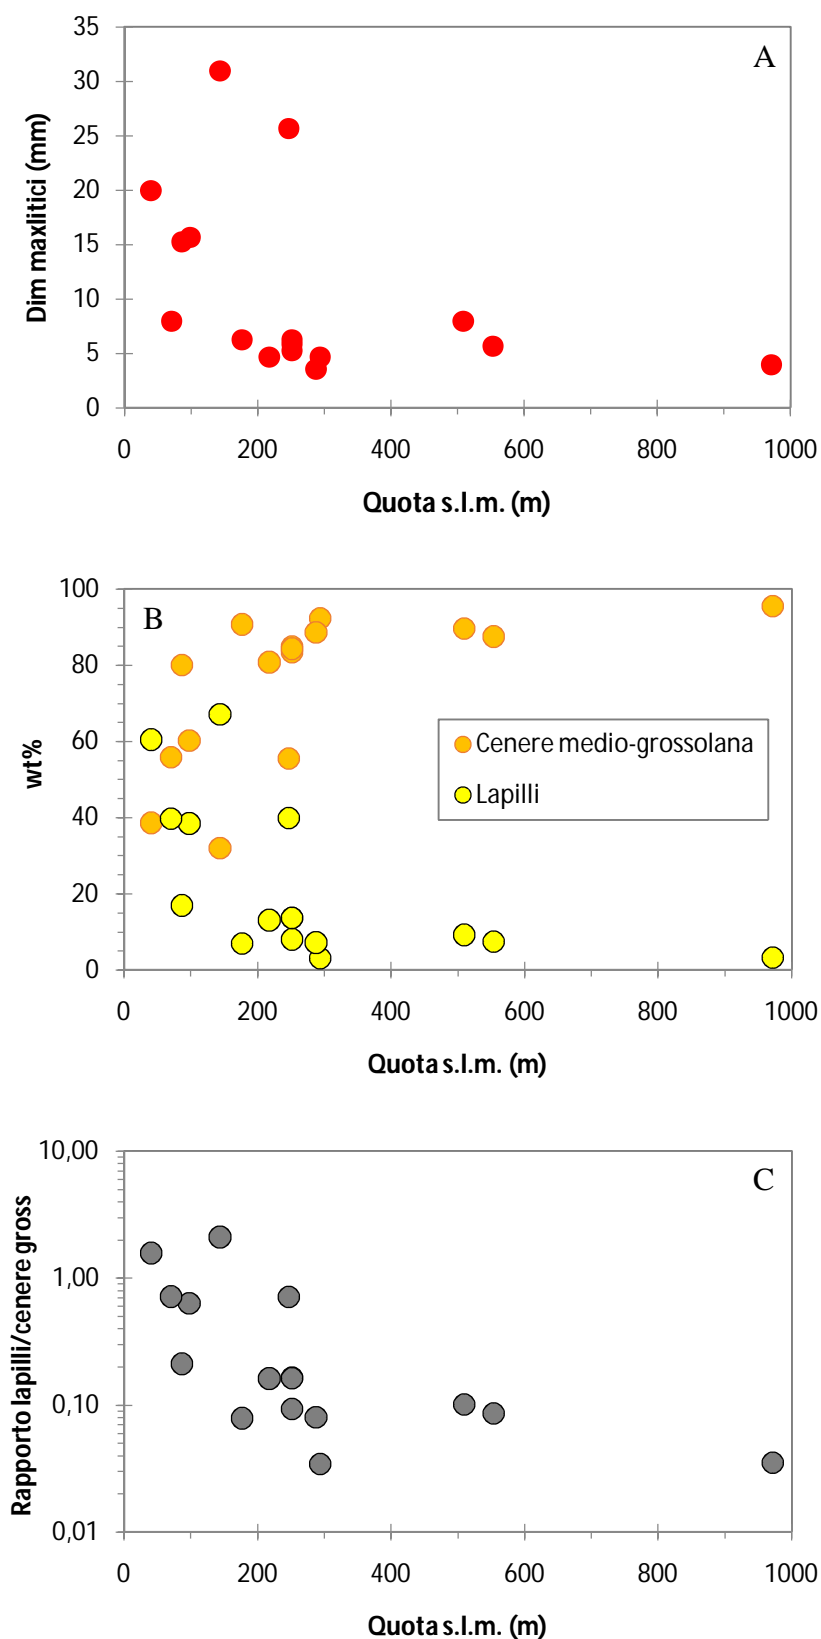 A
35
30
25
20
15
10
5
0
Dim maxlitici (mm)
0 200 400 600 800 1000
Quota s.l.m. (m)
B
100
80
60
40
20
0
wt%
Cenere medio-grossolana
Lapilli
0 200 400 600 800 1000
Quota s.l.m. (m)
C
10,00
1,00
0,10
0,01
Rapporto lapilli/cenere gross
0 200 400 600 800 1000
Quota s.l.m. (m)